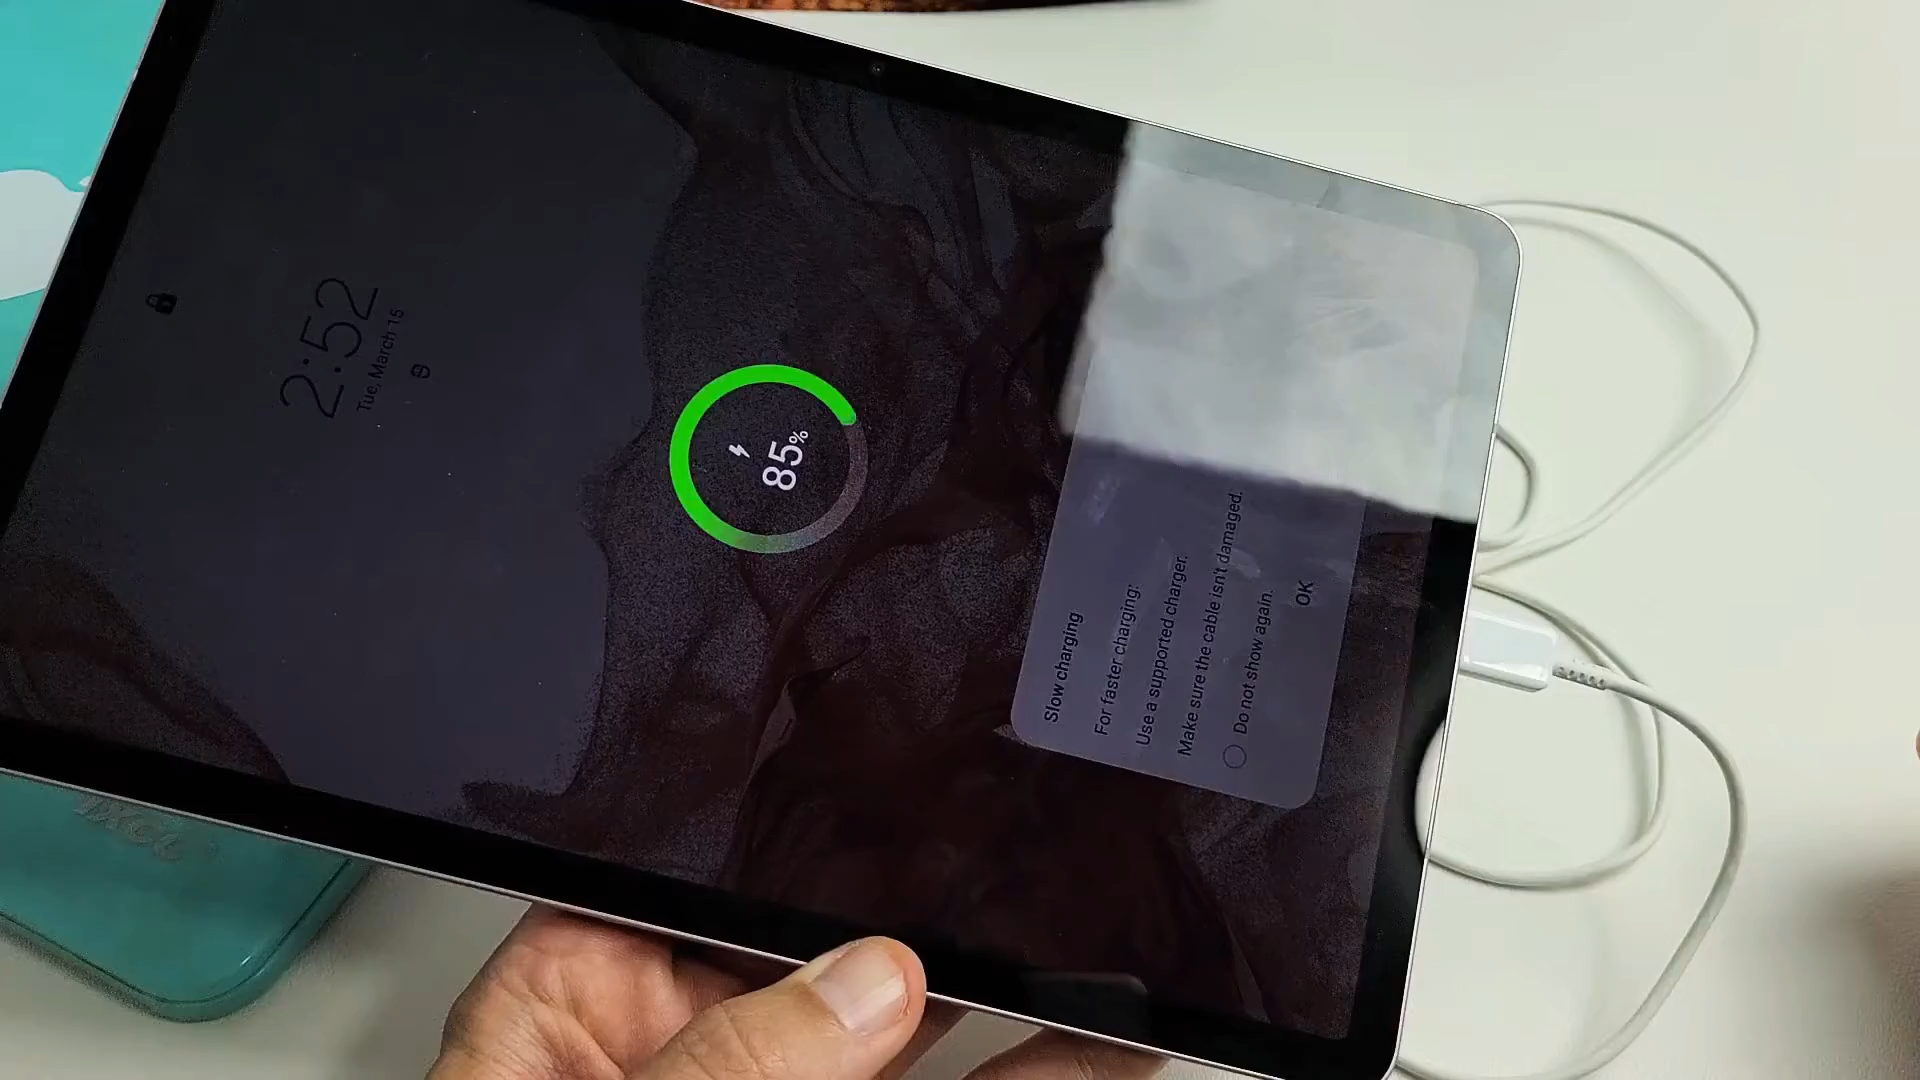 2:52
Tue, March 15
85%
Slow charging
For faster charging:
Use a supported charger.
Make sure the cable isn't damaged.
Do not show again.
OK